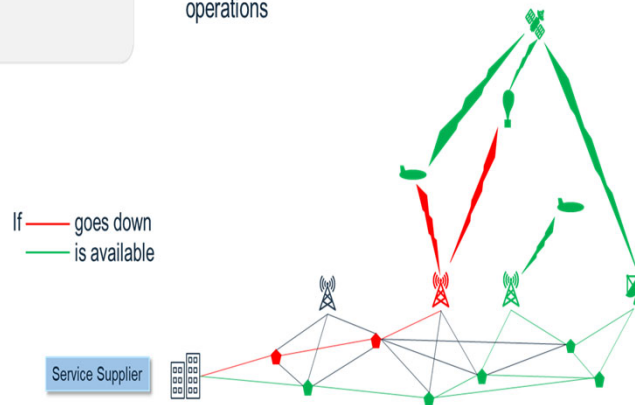 operations
If goes down
is available
Service Supplier